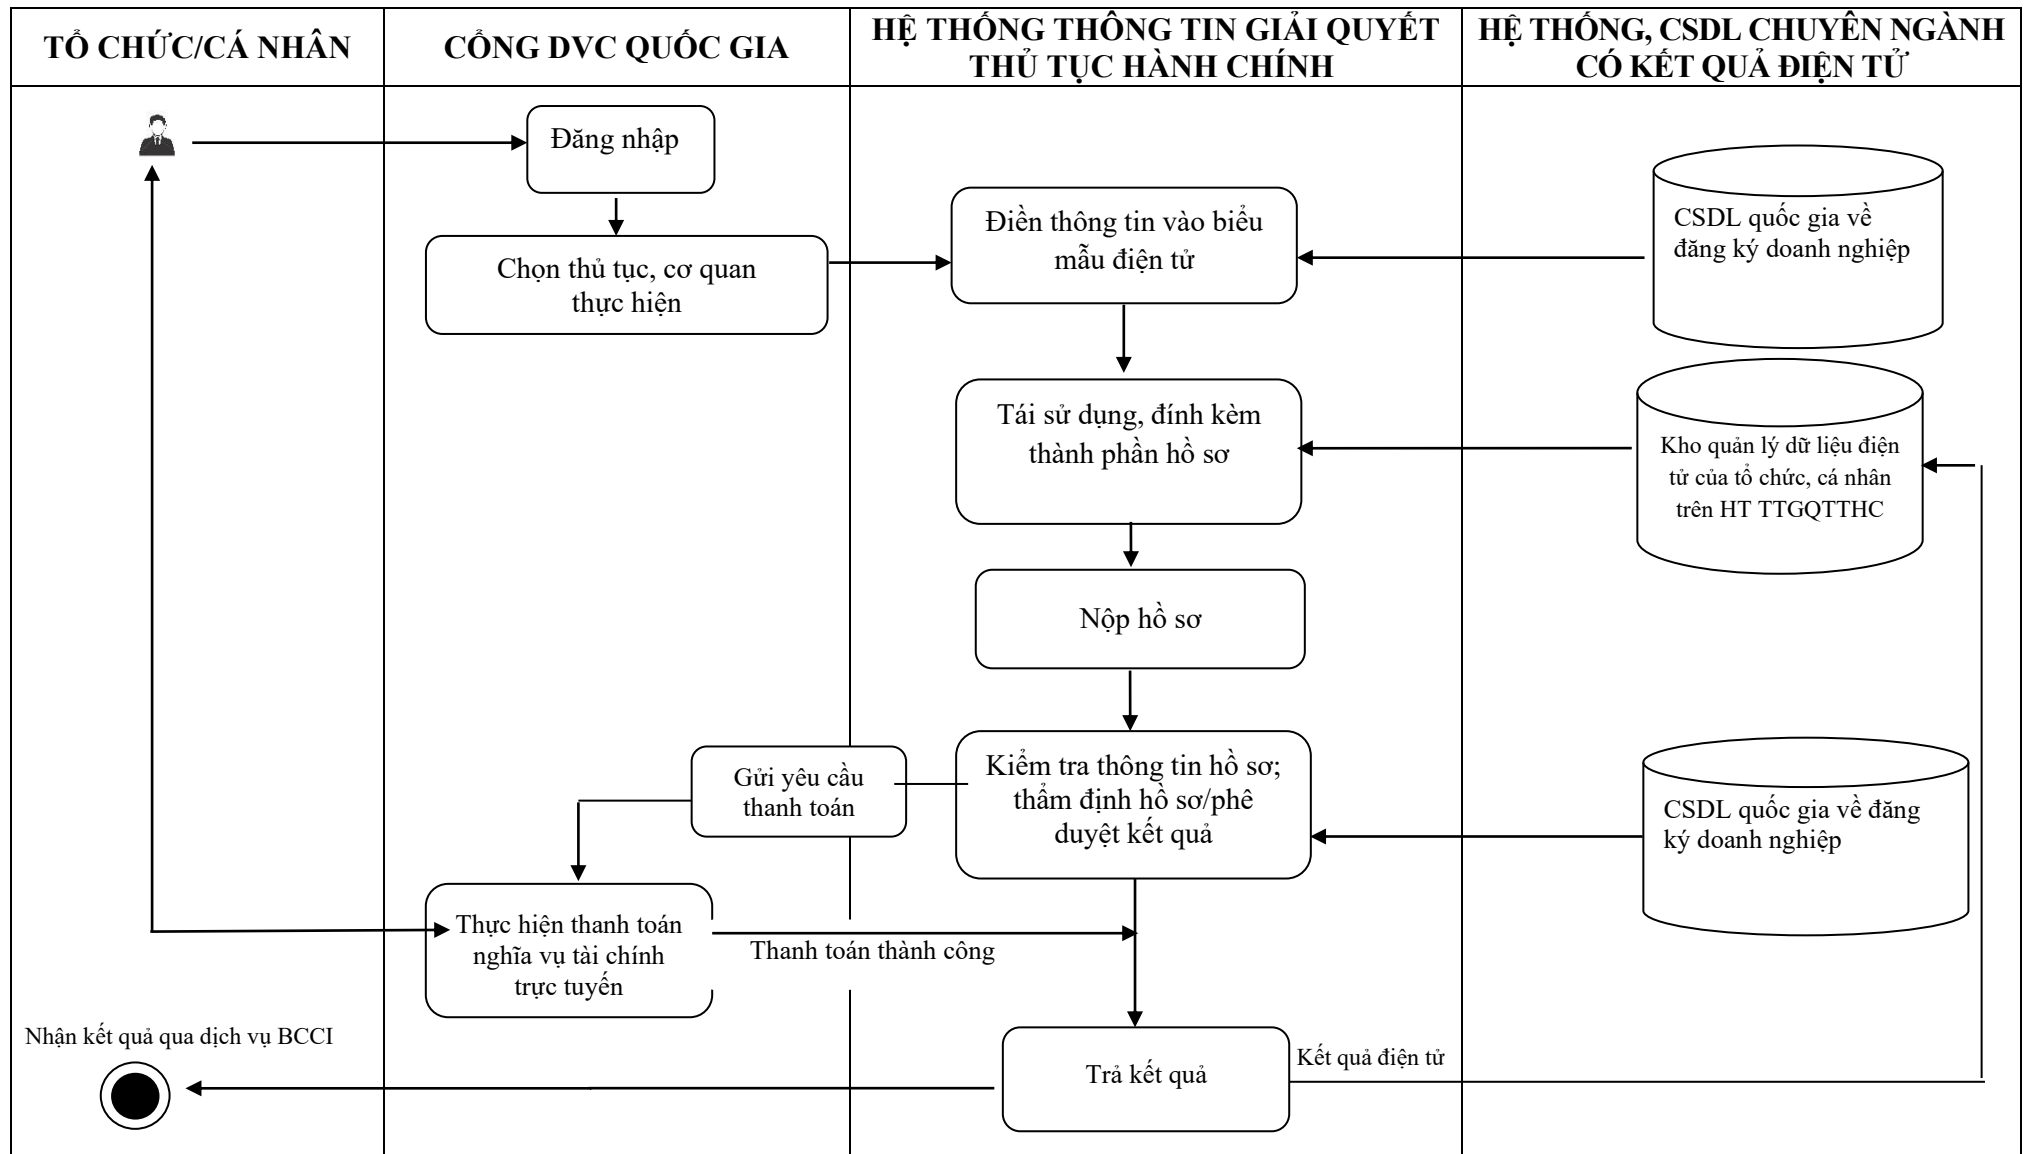 TỔ CHỨC/CÁ NHÂN
CỔNG DVC QUỐC GIA
HỆ THỐNG THÔNG TIN GIẢI QUYẾT
THỦ TỤC HÀNH CHÍNH
HỆ THỐNG, CSDL CHUYÊN NGÀNH
CÓ KẾT QUẢ ĐIỆN TỬ
Đăng nhập
Chọn thủ tục, cơ quan
thực hiện
Điền thông tin vào biểu
mẫu điện tử
CSDL quốc gia về
đăng ký doanh nghiệp
Tái sử dụng, đính kèm
thành phần hồ sơ
Kho quản lý dữ liệu điện
tử của tổ chức, cá nhân
trên HT TTGQTTHC
Nộp hồ sơ
Kiểm tra thông tin hồ sơ;
thẩm định hồ sơ/phê
duyệt kết quả
Gửi yêu cầu
thanh toán
CSDL quốc gia về đăng
ký doanh nghiệp
Thực hiện thanh toán
nghĩa vụ tài chính
trực tuyến
Thanh toán thành công
Nhận kết quả qua dịch vụ BCCI
Trả kết quả
Kết quả điện tử